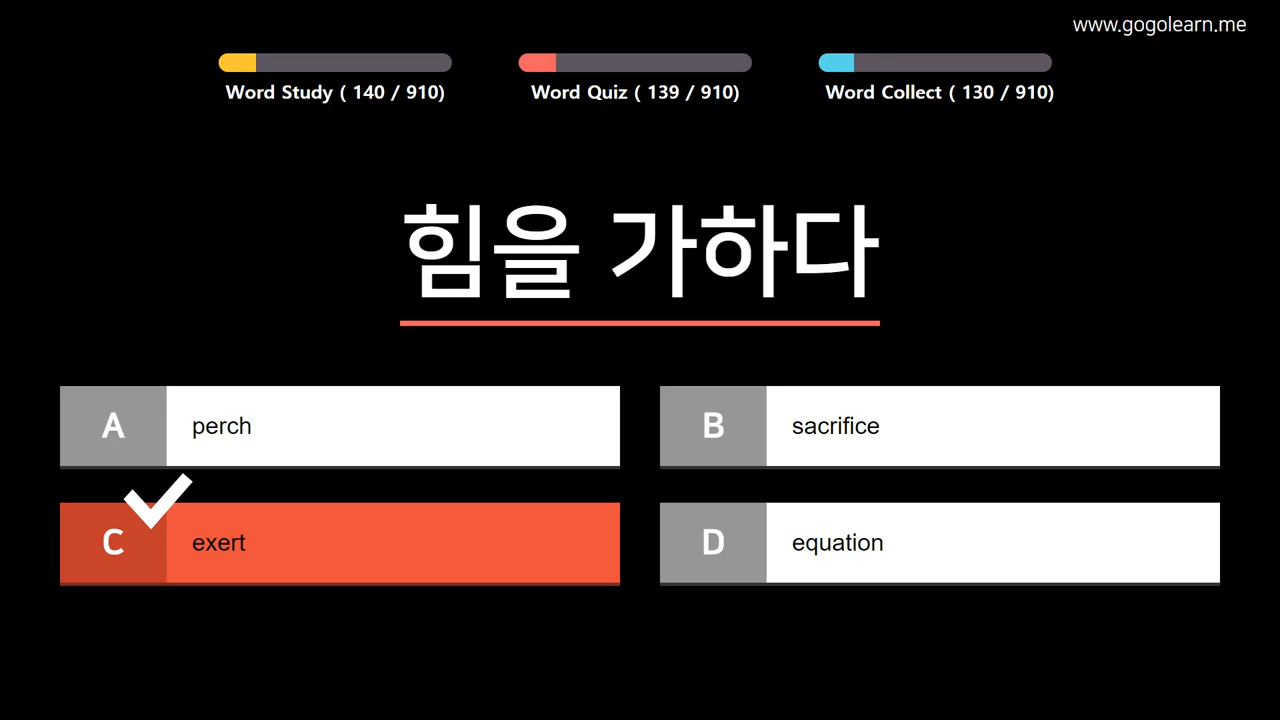 www.gogolearn.me
Word Study ( 140 / 910)
Word Quiz ( 139 / 910)
Word Collect ( 130 / 910)
힘을 가하다
A
perch
B
sacrifice
C
exert
D
equation